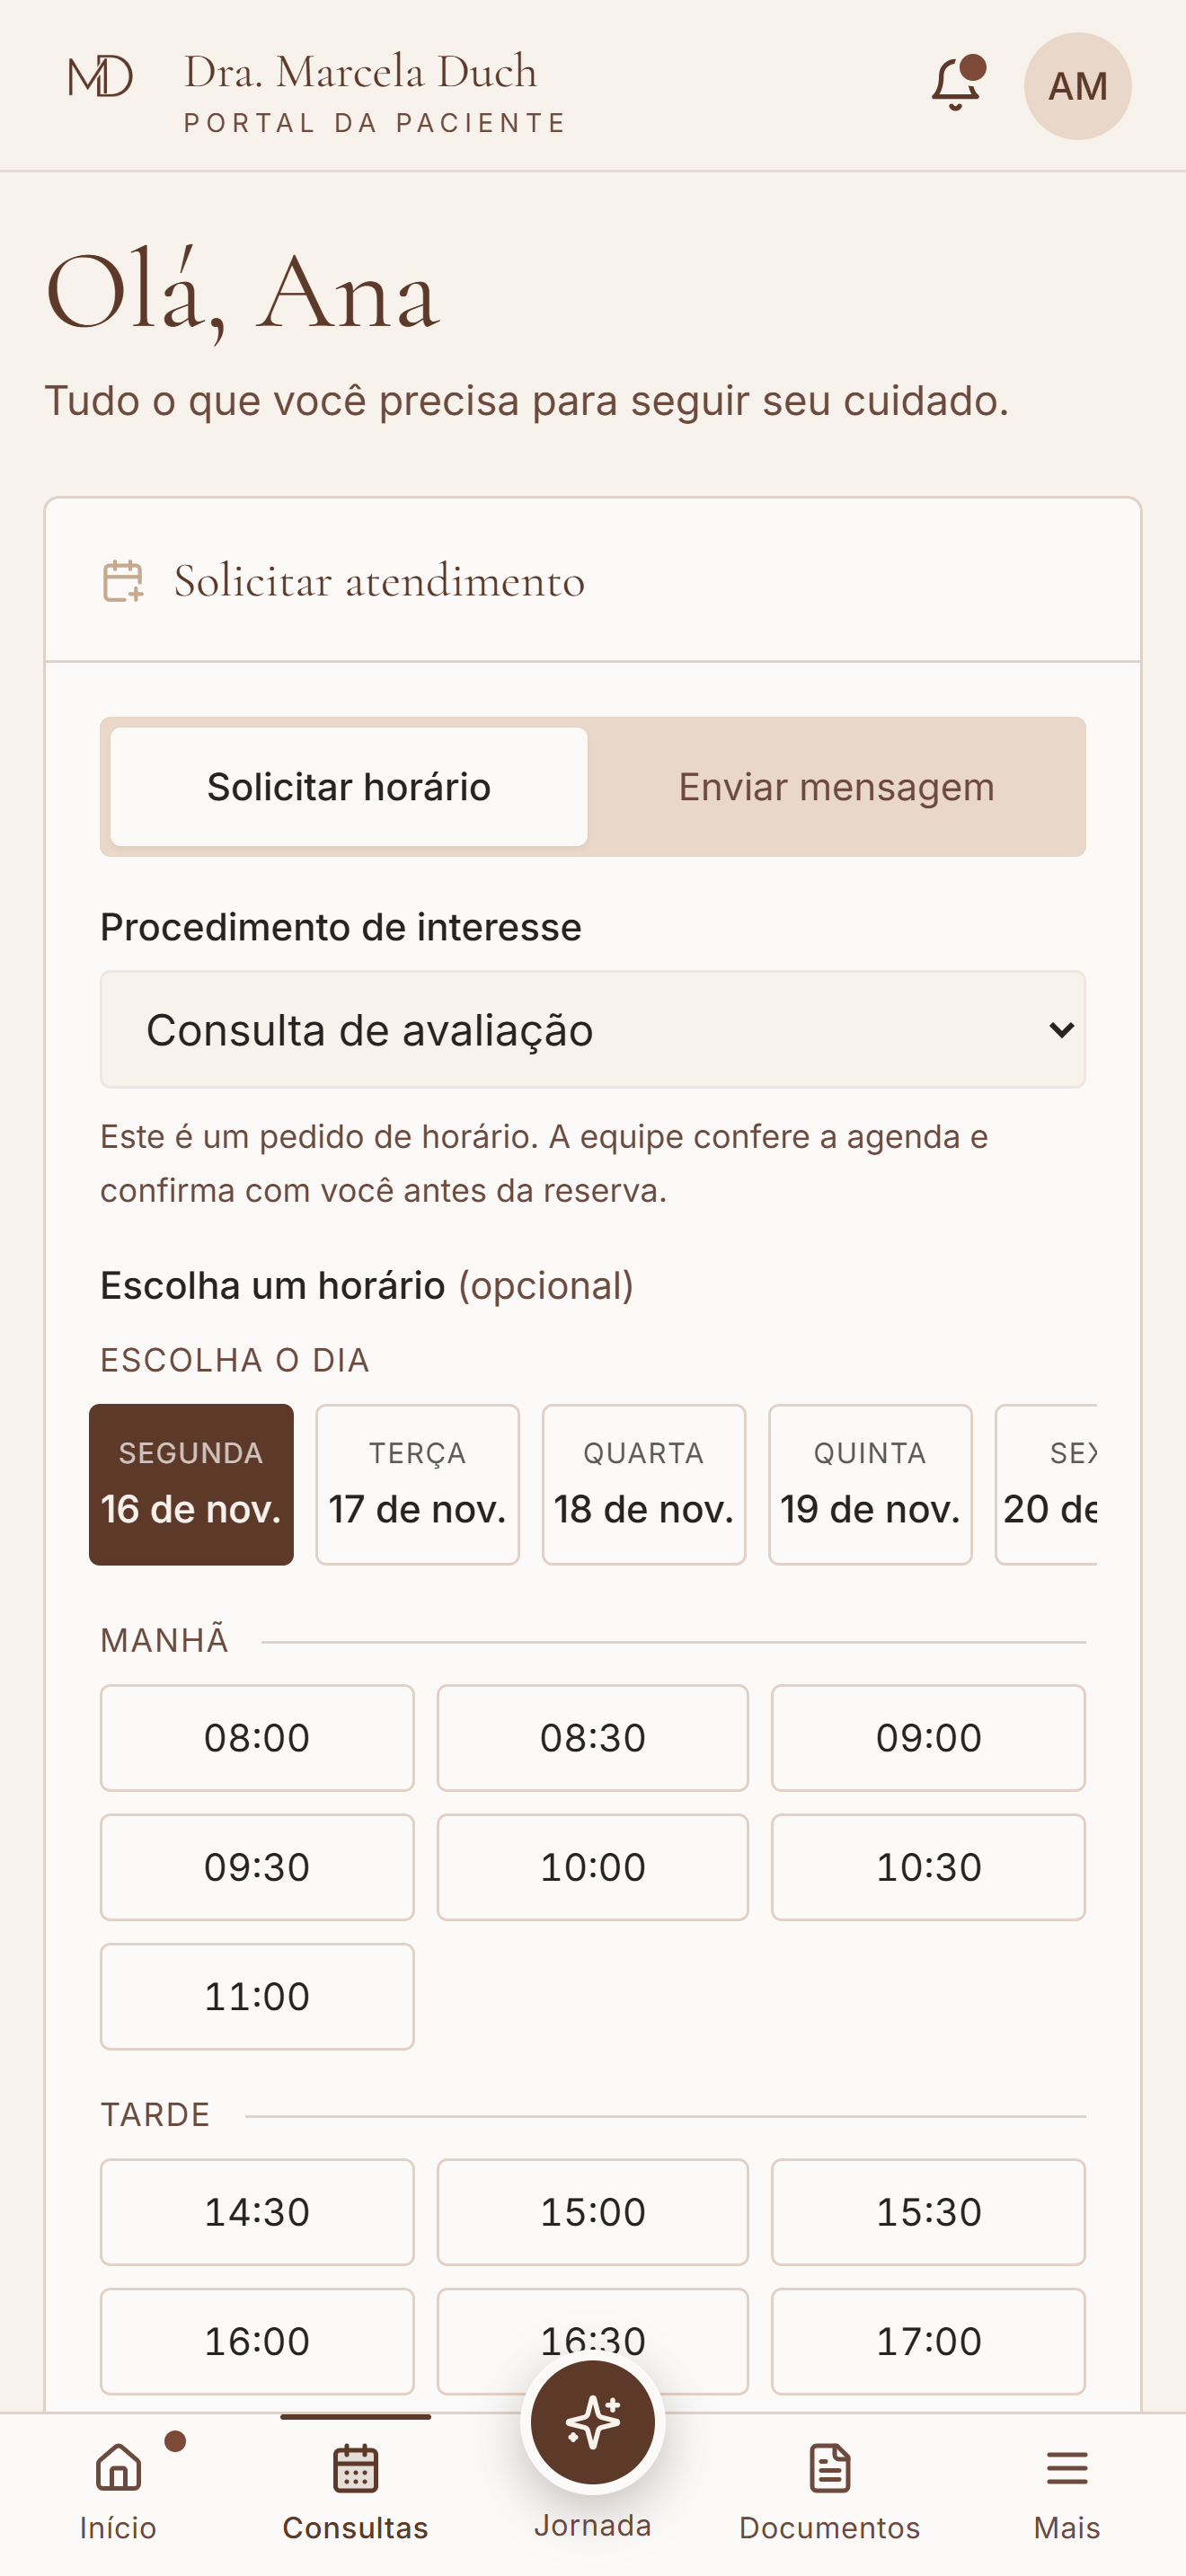 MD
Dra. Marcela Duch
PORTAL DA PACIENTE
AM
Olá, Ana
Tudo o que você precisa para seguir seu cuidado.
Solicitar atendimento
Solicitar horário
Enviar mensagem
Procedimento de interesse
Consulta de avaliação
Este é um pedido de horário. A equipe confere a agenda e
confirma com você antes da reserva.
Escolha um horário (opcional)
ESCOLHA O DIA
SEGUNDA TERÇA QUARTA QUINTA SEX
16 de nov. 17 de nov. 18 de nov. 19 de nov. 20 de
MANHÃ
08:00 08:30 09:00
09:30 10:00 10:30
11:00
TARDE
14:30 15:00 15:30
16:00 16:30 17:00
Início Consultas Jornada Documentos Mais